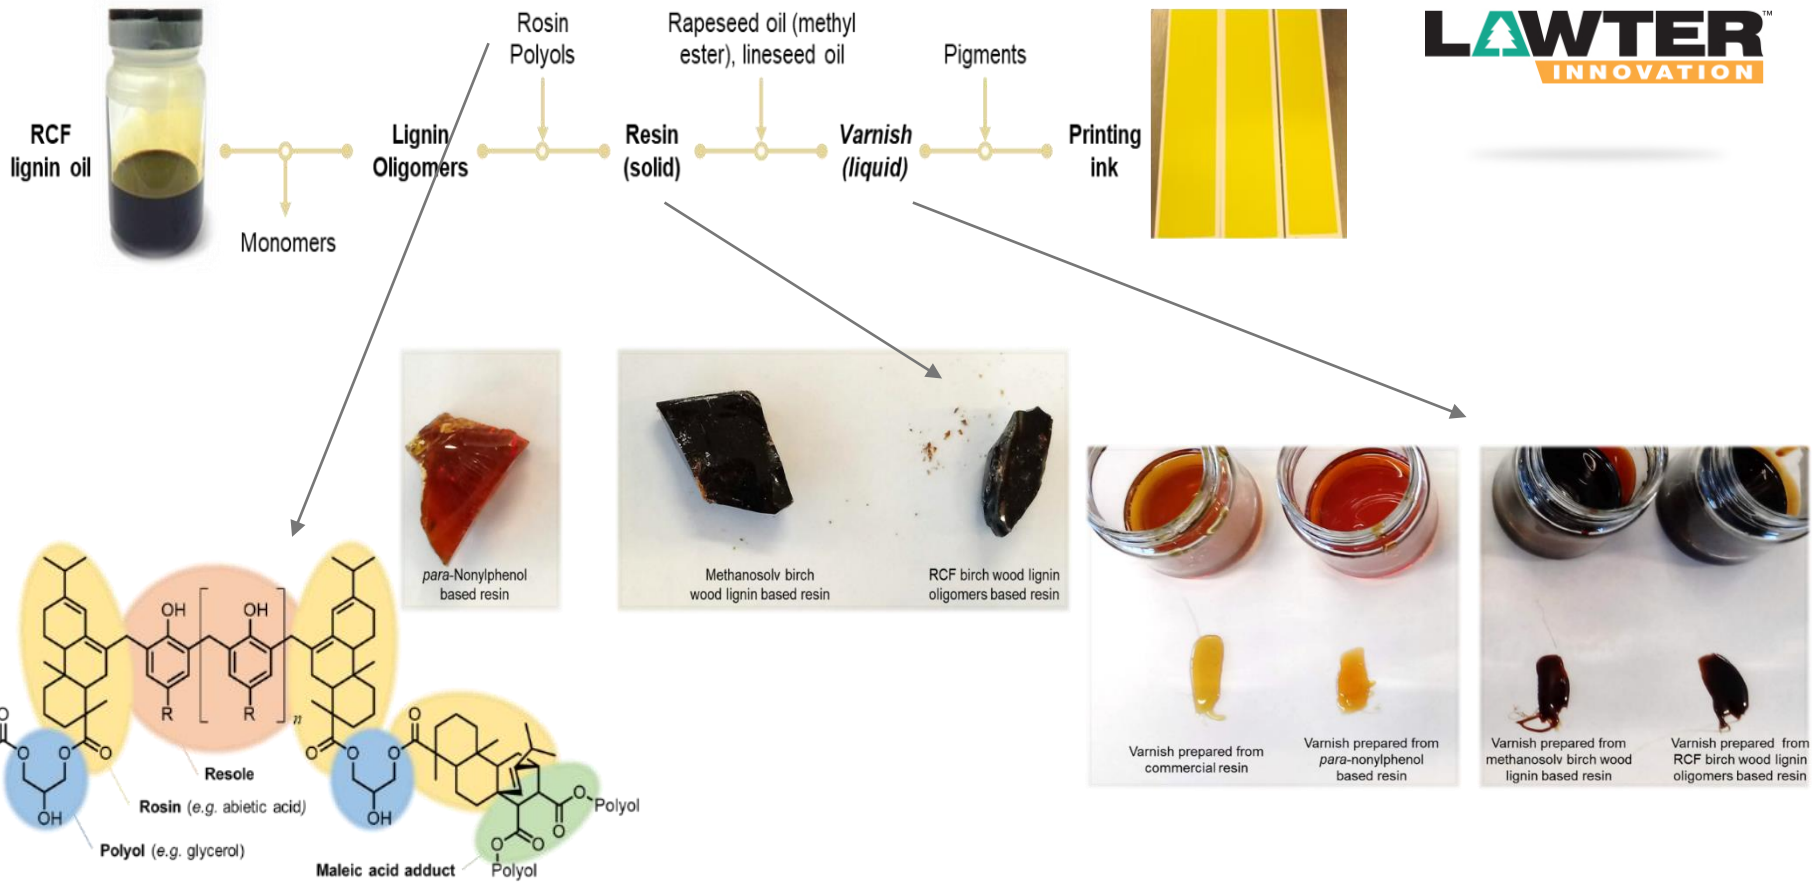 RCF
lignin oil
Monomers
Lignin
Oligomers
Rosin
Polyols
Resin
(solid)
Rapeseed oil (methyl
ester), lineseed oil
Varnish
(liquid)
Pigments
Printing
ink
LAWTER™
INNOVATION
para-Nonylphenol
based resin
Methanosolv birch
wood lignin based resin
RCF birch wood lignin
oligomers based resin
Varnish prepared from
commercial resin
Varnish prepared from
para-nonylphenol
based resin
Varnish prepared from
methanosolv birch wood
lignin based resin
Varnish prepared from
RCF birch wood lignin
oligomers based resin
OH
OH
R
R
n
O
O
O
O
O
O
O
OH
OH
Resole
Rosin (e.g. abietic acid)
Polyol (e.g. glycerol)
Maleic acid adduct
O
Polyol
O
O
O
Polyol